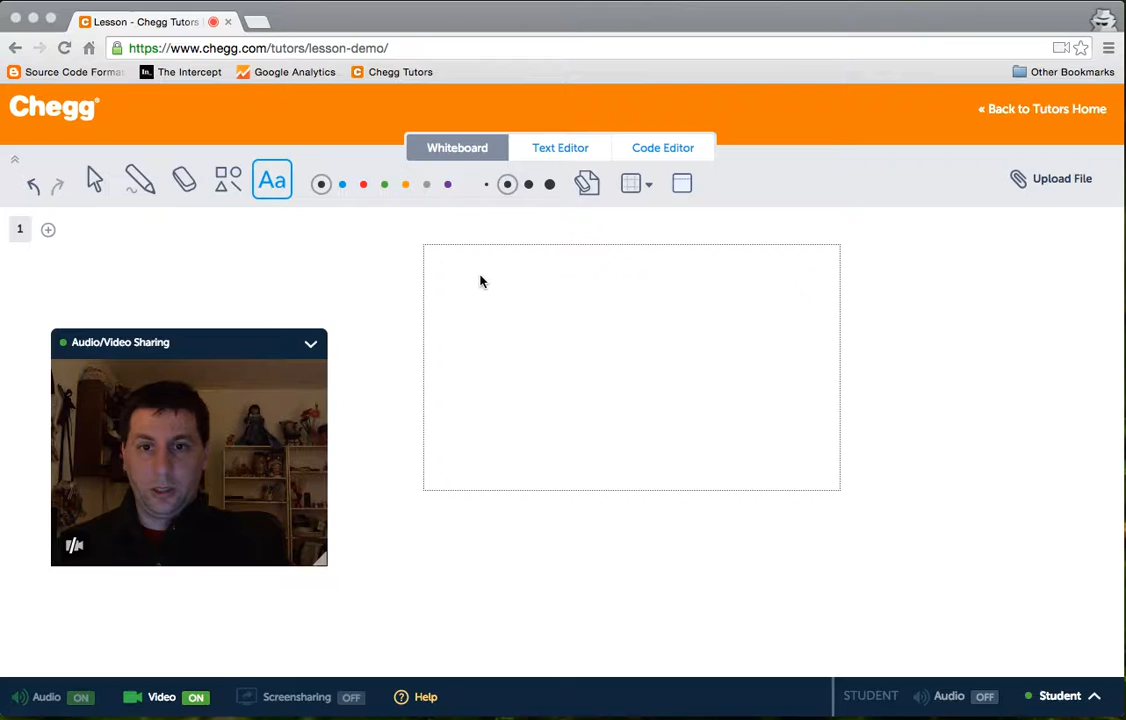 Lesson - Chegg Tutors
https://www.chegg.com/tutors/lesson-demo/
Source Code Forma
In_ The Intercept
Google Analytics
Chegg Tutors
Other Bookmarks
Chegg®
« Back to Tutors Home
Whiteboard Text Editor Code Editor
Aa
Upload File
1
Audio/Video Sharing
Audio ON
Video ON
Screensharing OFF
? Help
STUDENT
Audio OFF
Student